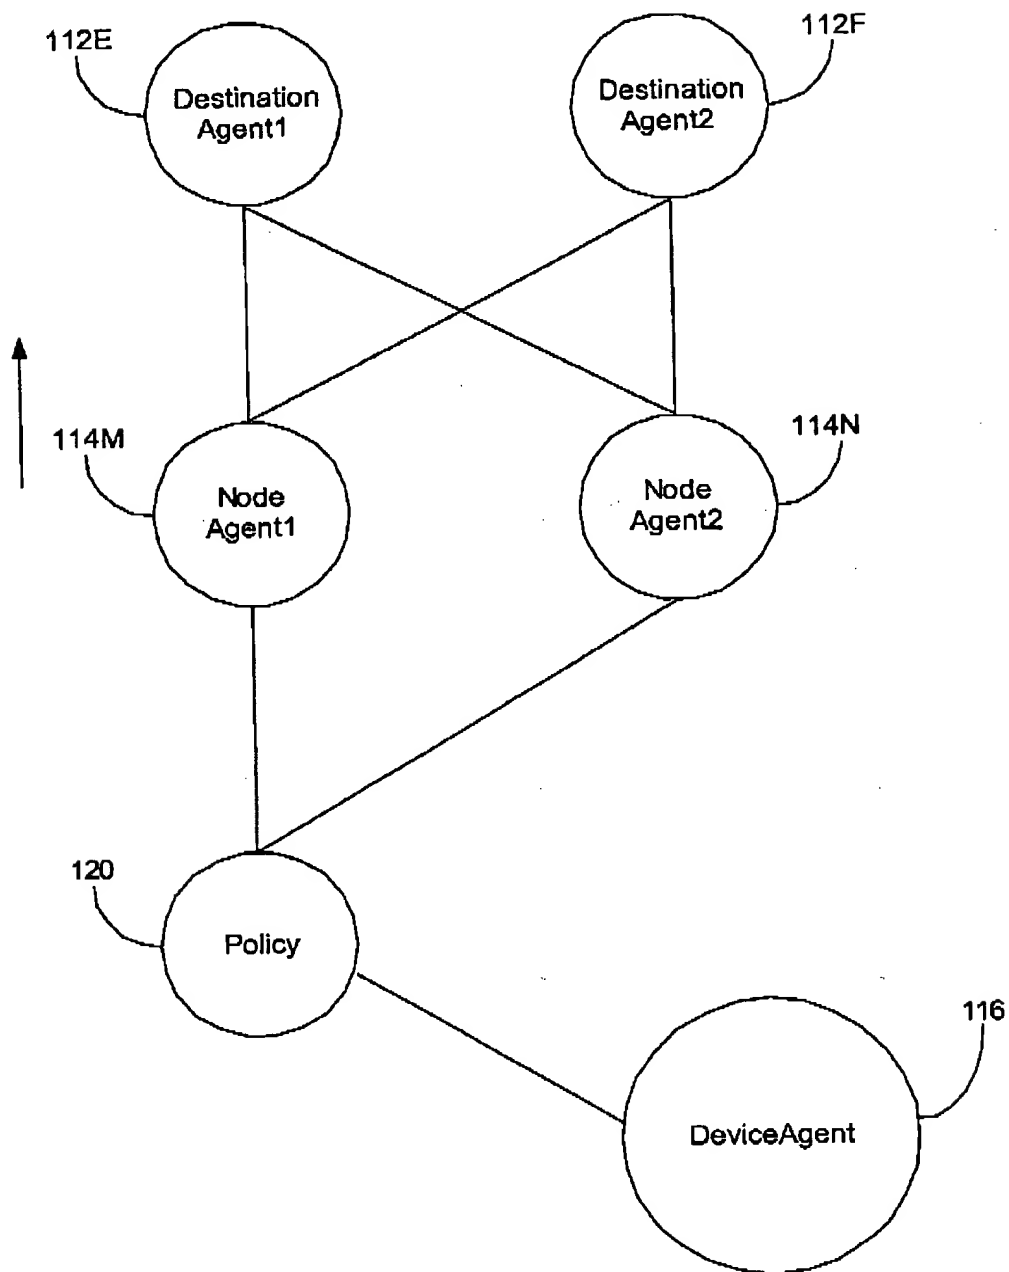 112E
112F
Destination
Agent1
Destination
Agent2
114M
114N
Node
Agent1
Node
Agent2
120
Policy
116
DeviceAgent